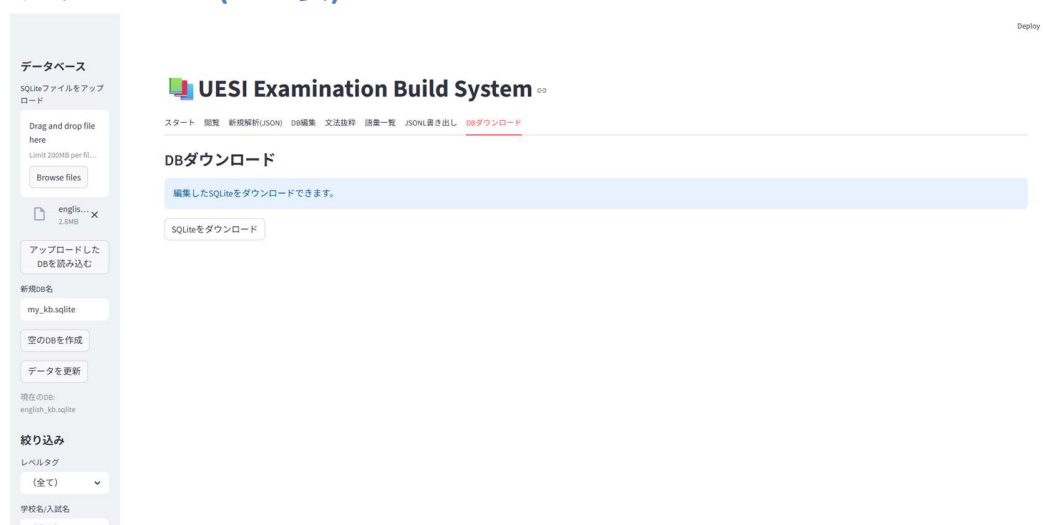 Deploy
データベース
SQLiteファイルをアップ
ロード
Drag and drop file
here
Limit 200MB per fil...
Browse files
englis...
2.8MB
アップロードした
DBを読み込む
新規DB名
my_kb.sqlite
空のDBを作成
データを更新
現在のDB:
english_kb.sqlite
絞り込み
レベルタグ
(全て)
学校名/入試名
UESI Examination Build System
スタート 閲覧 新規解析(JSON) DB編集 文法抜粋 語彙一覧 JSONL書き出し DBダウンロード
DBダウンロード
編集したSQLiteをダウンロードできます。
SQLiteをダウンロード